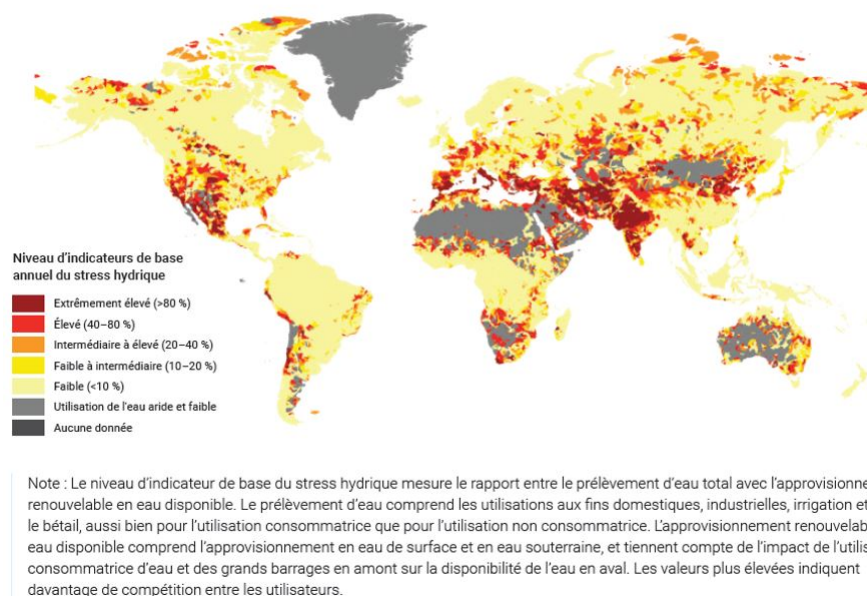 Niveau d'indicateurs de base
annuel du stress hydrique
Extrêmement élevé (>80 %)
Élevé (40–80 %)
Intermédiaire à élevé (20–40 %)
Faible à intermédiaire (10–20 %)
Faible (<10 %)
Utilisation de l'eau aride et faible
Aucune donnée
Note : Le niveau d'indicateur de base du stress hydrique mesure le rapport entre le prélèvement d'eau total avec l'approvisionne
renouvelable en eau disponible. Le prélèvement d'eau comprend les utilisations aux fins domestiques, industrielles, irrigation et
le bétail, aussi bien pour l'utilisation consommatrice que pour l'utilisation non consommatrice. L'approvisionnement renouvelab
eau disponible comprend l'approvisionnement en eau de surface et en eau souterraine, et tiennent compte de l'impact de l'utilis
consommatrice d'eau et des grands barrages en amont sur la disponibilité de l'eau en aval. Les valeurs plus élevées indiquent
davantage de compétition entre les utilisateurs.